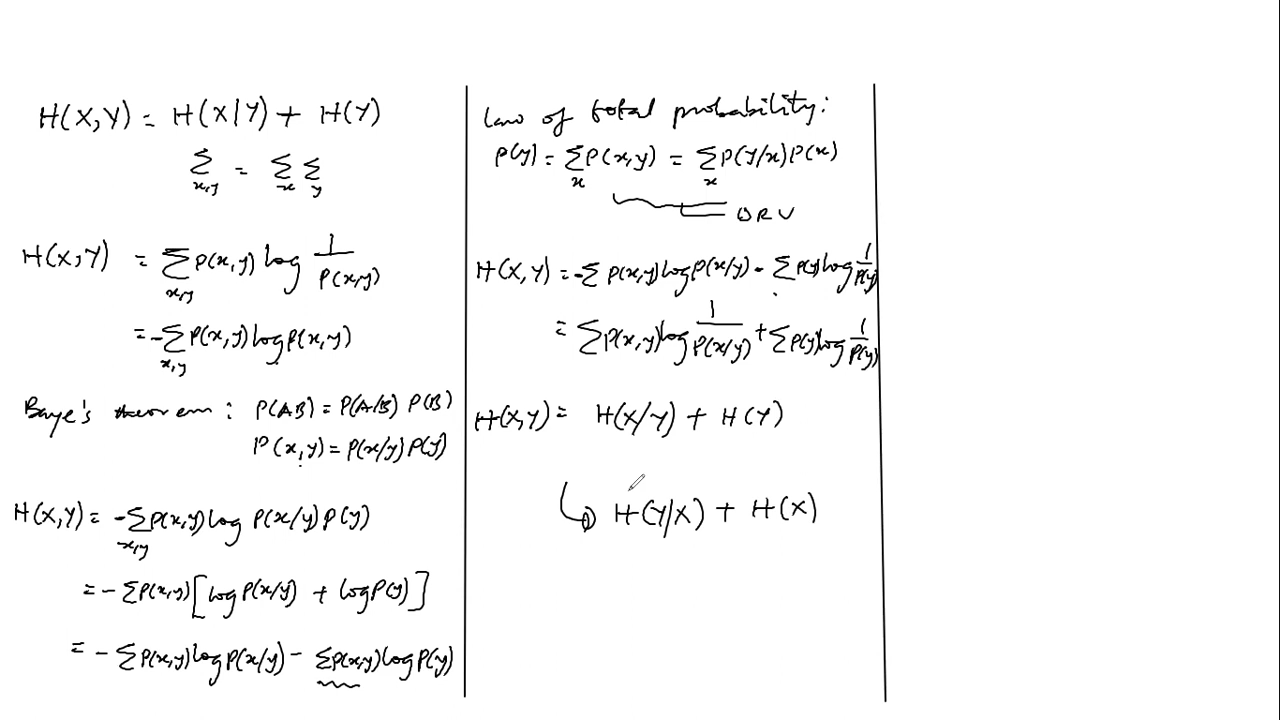 H(X,Y) = H(X|Y) + H(Y)
∑ x,y = ∑ x ∑ y
H(X,Y) = ∑ x,y P(x,y) log 1/P(x,y)
= -∑ x,y P(x,y) log P(x,y)
Baye's theorem : P(AB) = P(A/B) P(B)
P(x,y) = P(x/y) P(y)
H(X,Y) = -∑ x,y P(x,y) log P(x/y) P(y)
= - ∑ P(x,y) [log P(x/y) + log P(y)]
= - ∑ P(x,y) log P(x/y) - ∑ P(x,y) log P(y)
Law of total probability:
P(y) = ∑ x P(x,y) = ∑ x P(y/x) P(x)
DRV
H(X,Y) = -∑ P(x,y) log P(x/y) - ∑ P(y) log 1/P(y)
= ∑ P(x,y) log 1/P(x/y) + ∑ P(y) log 1/P(y)
H(X,Y) = H(X/Y) + H(Y)
↳ H(Y/X) + H(X)